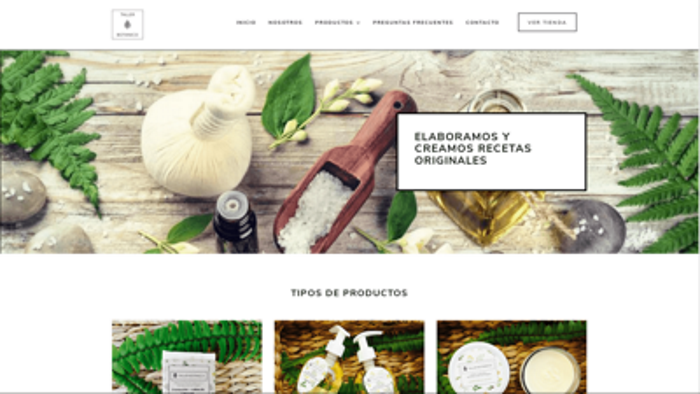 TALLER
BOTANICO
INICIO NOSOTROS PRODUCTOS PREGUNTAS FRECUENTES CONTACTO VER TIENDA
ELABORAMOS Y
CREAMOS RECETAS
ORIGINALES
TIPOS DE PRODUCTOS